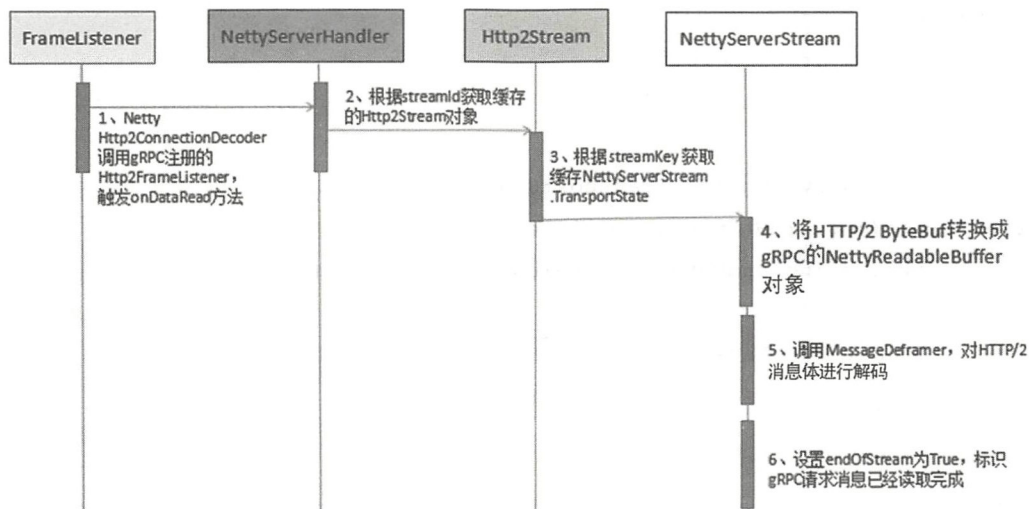 FrameListener
NettyServerHandler
Http2Stream
NettyServerStream
1、Netty
Http2ConnectionDecoder
调用gRPC注册的
Http2FrameListener，
触发onDataRead方法
2、根据streamId获取缓存
的Http2Stream对象
3、根据streamKey 获取
缓存NettyServerStream
.TransportState
4、将HTTP/2 ByteBuf转换成
gRPC的NettyReadableBuffer
对象
5、调用MessageDeframer，对HTTP/2
消息体进行解码
6、设置endOfStream为True，标识
gRPC请求消息已经读取完成